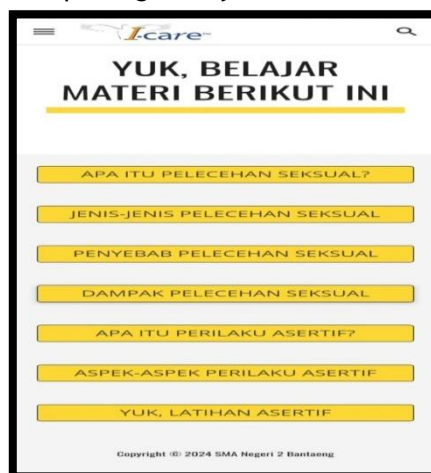 I-care™
YUK, BELAJAR
MATERI BERIKUT INI
APA ITU PELECEHAN SEKSUAL?
JENIS-JENIS PELECEHAN SEKSUAL
PENYEBAB PELECEHAN SEKSUAL
DAMPAK PELECEHAN SEKSUAL
APA ITU PERILAKU ASERTIF?
ASPEK-ASPEK PERILAKU ASERTIF
YUK, LATIHAN ASERTIF
Copyright © 2024 SMA Negeri 2 Bantaeng